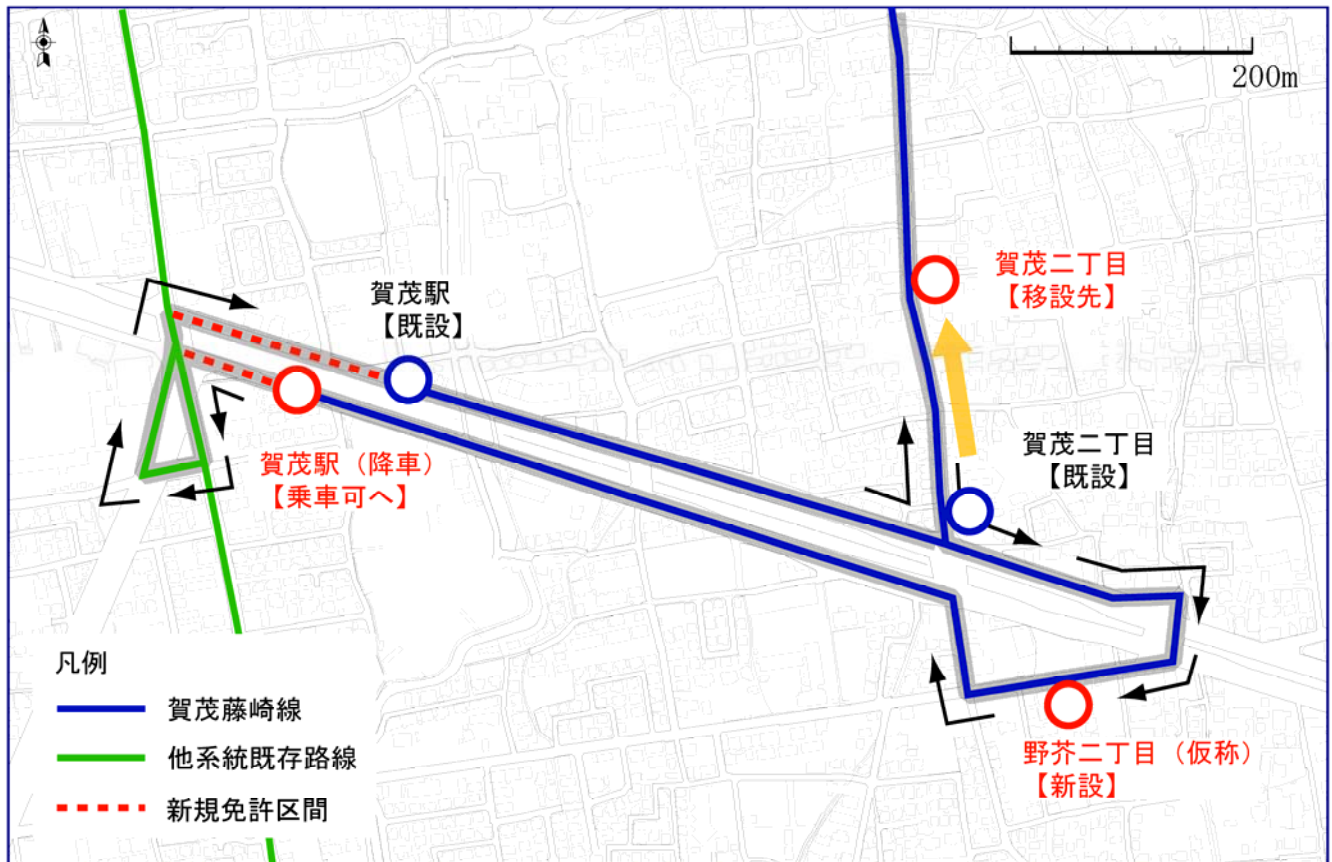 200m
賀茂二丁目
【移設先】
賀茂駅
【既設】
賀茂二丁目
【既設】
賀茂駅（降車）
【乗車可へ】
野芥二丁目（仮称）
【新設】
凡例
賀茂藤崎線
他系統既存路線
新規免許区間